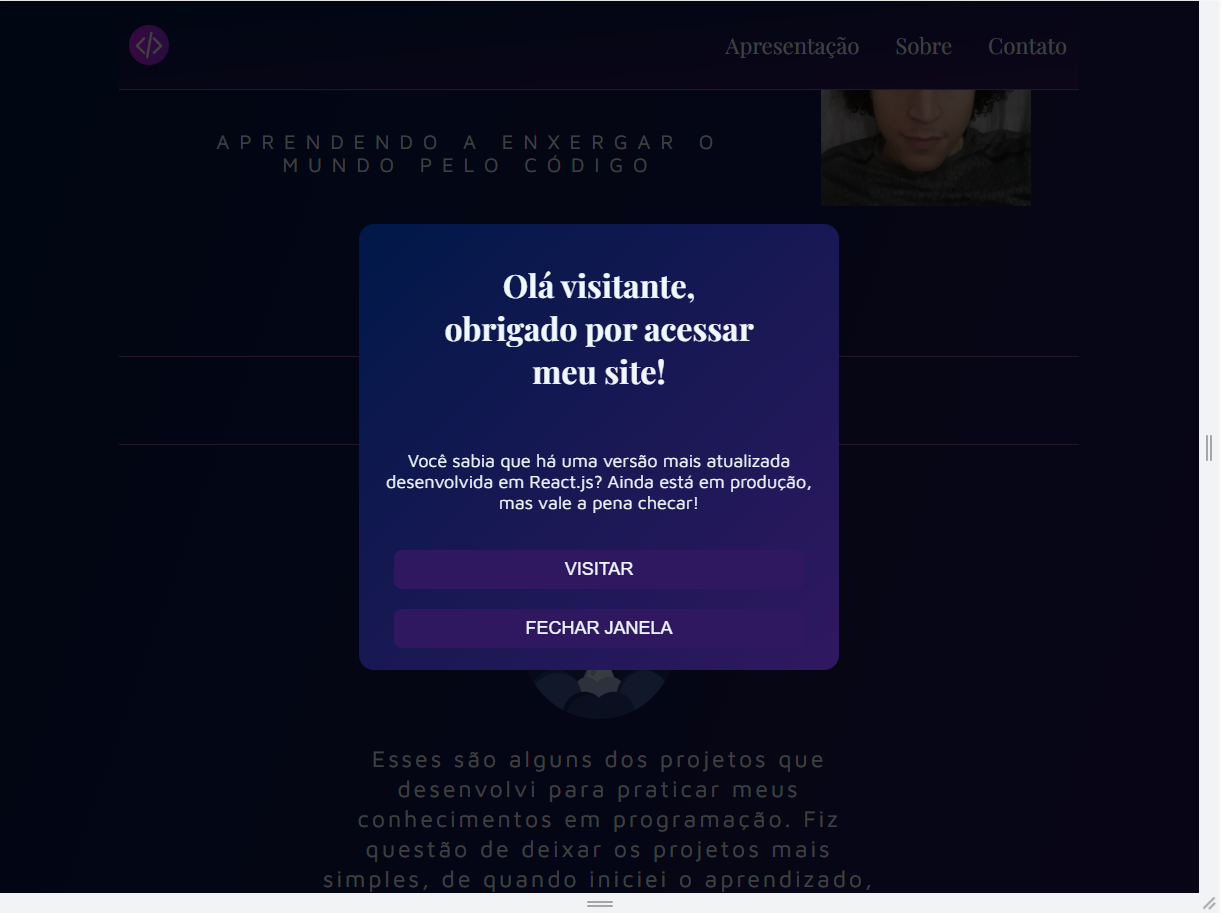 Apresentação Sobre Contato
APRENDENDO A ENXERGAR O
MUNDO PELO CÓDIGO
Olá visitante,
obrigado por acessar
meu site!
Você sabia que há uma versão mais atualizada
desenvolvida em React.js? Ainda está em produção,
mas vale a pena checar!
VISITAR
FECHAR JANELA
Esses são alguns dos projetos que
desenvolvi para praticar meus
conhecimentos em programação. Fiz
questão de deixar os projetos mais
simples, de quando iniciei o aprendizado,